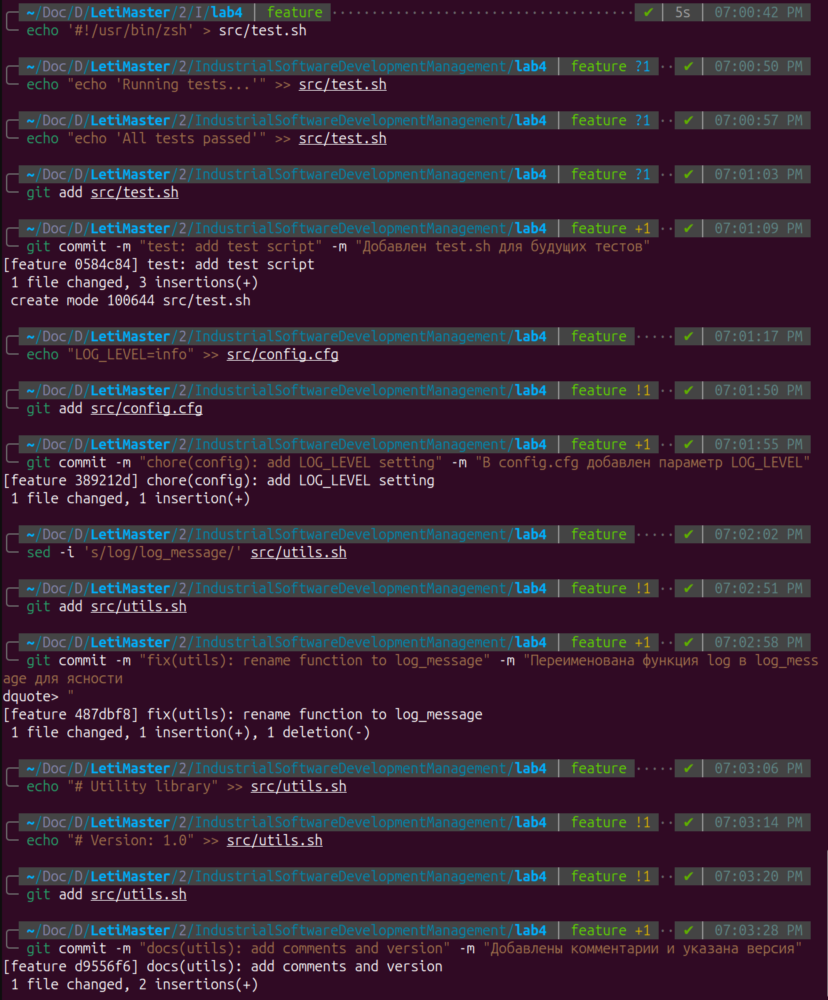 ~/Doc/D/LetiMaster/2/I/lab4 | feature ······································ ✔ | 5s | 07:00:42 PM
echo '#!/usr/bin/zsh' > src/test.sh
~/Doc/D/LetiMaster/2/IndustrialSoftwareDevelopmentManagement/lab4 | feature ?1 ·· ✔ | 07:00:50 PM
echo "echo 'Running tests...'" >> src/test.sh
~/Doc/D/LetiMaster/2/IndustrialSoftwareDevelopmentManagement/lab4 | feature ?1 ·· ✔ | 07:00:57 PM
echo "echo 'All tests passed'" >> src/test.sh
~/Doc/D/LetiMaster/2/IndustrialSoftwareDevelopmentManagement/lab4 | feature ?1 ·· ✔ | 07:01:03 PM
git add src/test.sh
~/Doc/D/LetiMaster/2/IndustrialSoftwareDevelopmentManagement/lab4 | feature +1 ·· ✔ | 07:01:09 PM
git commit -m "test: add test script" -m "Добавлен test.sh для будущих тестов"
[feature 0584c84] test: add test script
1 file changed, 3 insertions(+)
create mode 100644 src/test.sh
~/Doc/D/LetiMaster/2/IndustrialSoftwareDevelopmentManagement/lab4 | feature ····· ✔ | 07:01:17 PM
echo "LOG_LEVEL=info" >> src/config.cfg
~/Doc/D/LetiMaster/2/IndustrialSoftwareDevelopmentManagement/lab4 | feature !1 ·· ✔ | 07:01:50 PM
git add src/config.cfg
~/Doc/D/LetiMaster/2/IndustrialSoftwareDevelopmentManagement/lab4 | feature +1 ·· ✔ | 07:01:55 PM
git commit -m "chore(config): add LOG_LEVEL setting" -m "В config.cfg добавлен параметр LOG_LEVEL"
[feature 389212d] chore(config): add LOG_LEVEL setting
1 file changed, 1 insertion(+)
~/Doc/D/LetiMaster/2/IndustrialSoftwareDevelopmentManagement/lab4 | feature ····· ✔ | 07:02:02 PM
sed -i 's/log/log_message/' src/utils.sh
~/Doc/D/LetiMaster/2/IndustrialSoftwareDevelopmentManagement/lab4 | feature !1 ·· ✔ | 07:02:51 PM
git add src/utils.sh
~/Doc/D/LetiMaster/2/IndustrialSoftwareDevelopmentManagement/lab4 | feature +1 ·· ✔ | 07:02:58 PM
git commit -m "fix(utils): rename function to log_message" -m "Переименована функция log в log_mess
age для ясности
dquote> "
[feature 487dbf8] fix(utils): rename function to log_message
1 file changed, 1 insertion(+), 1 deletion(-)
~/Doc/D/LetiMaster/2/IndustrialSoftwareDevelopmentManagement/lab4 | feature ····· ✔ | 07:03:06 PM
echo "# Utility library" >> src/utils.sh
~/Doc/D/LetiMaster/2/IndustrialSoftwareDevelopmentManagement/lab4 | feature !1 ·· ✔ | 07:03:14 PM
echo "# Version: 1.0" >> src/utils.sh
~/Doc/D/LetiMaster/2/IndustrialSoftwareDevelopmentManagement/lab4 | feature !1 ·· ✔ | 07:03:20 PM
git add src/utils.sh
~/Doc/D/LetiMaster/2/IndustrialSoftwareDevelopmentManagement/lab4 | feature +1 ·· ✔ | 07:03:28 PM
git commit -m "docs(utils): add comments and version" -m "Добавлены комментарии и указана версия"
[feature d9556f6] docs(utils): add comments and version
1 file changed, 2 insertions(+)